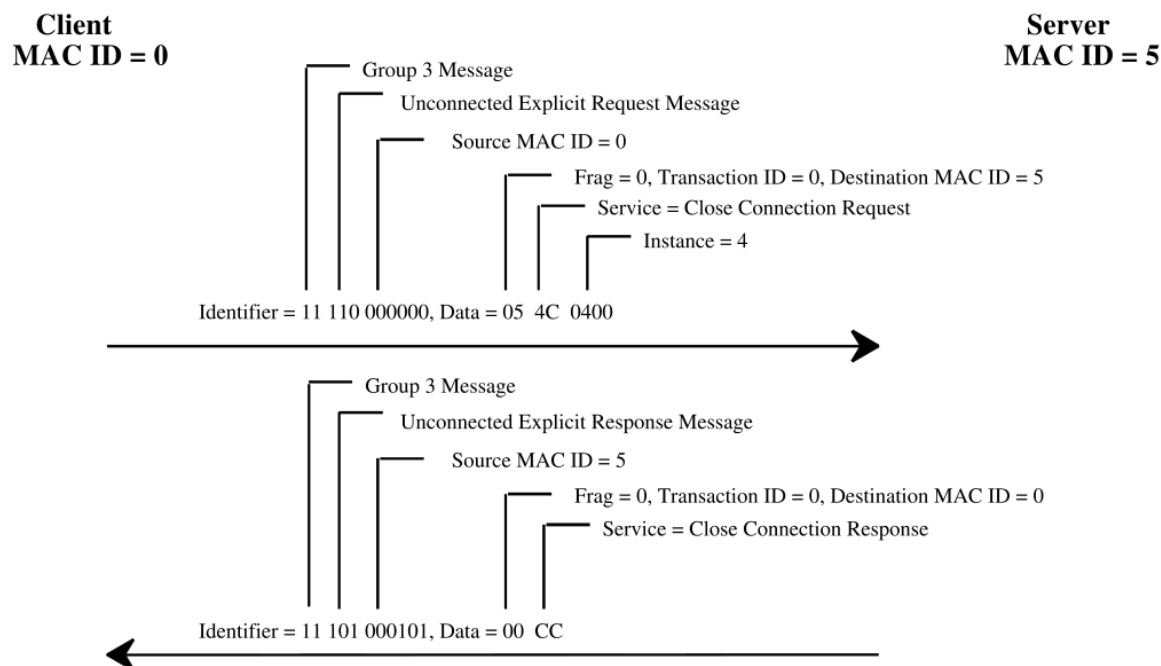 Client
MAC ID = 0
Server
MAC ID = 5
Group 3 Message
Unconnected Explicit Request Message
Source MAC ID = 0
Frag = 0, Transaction ID = 0, Destination MAC ID = 5
Service = Close Connection Request
Instance = 4
Identifier = 11 110 000000, Data = 05 4C 0400
Group 3 Message
Unconnected Explicit Response Message
Source MAC ID = 5
Frag = 0, Transaction ID = 0, Destination MAC ID = 0
Service = Close Connection Response
Identifier = 11 101 000101, Data = 00 CC